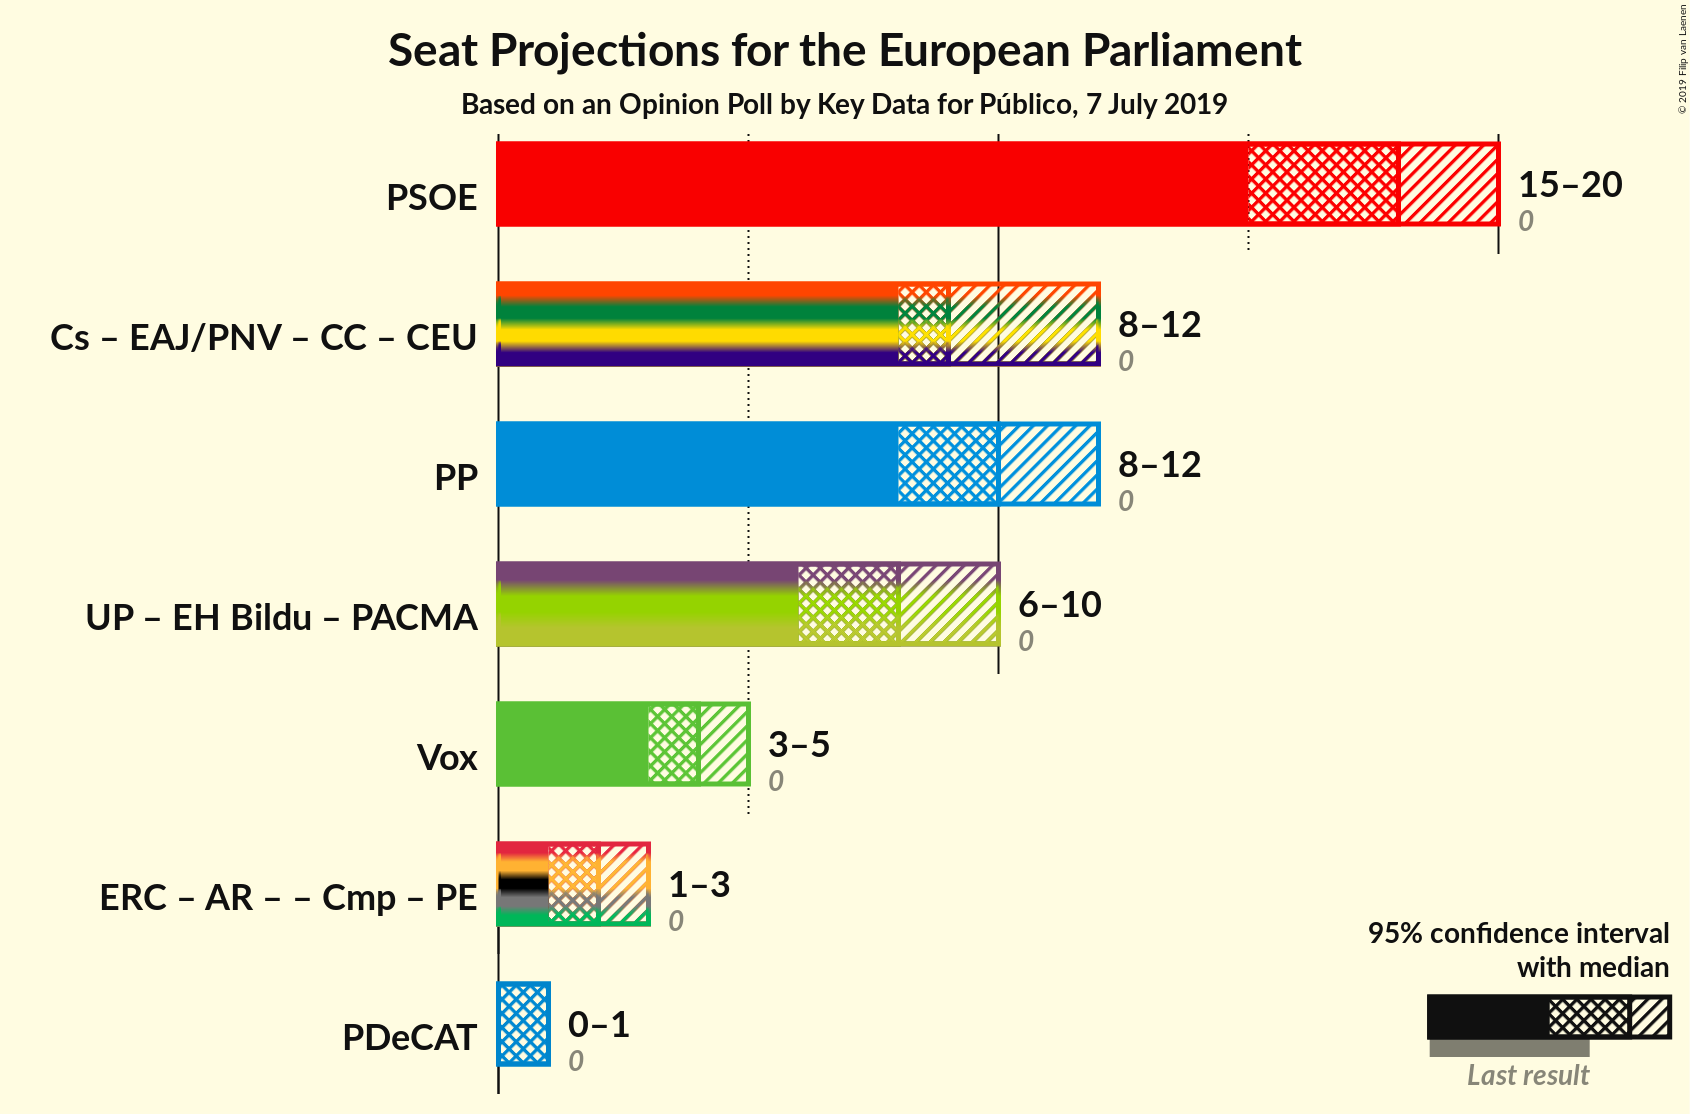 Seat Projections for the European Parliament
Based on an Opinion Poll by Key Data for Público, 7 July 2019
© 2019 Filip van Laenen
PSOE
15–20
0
Cs – EAJ/PNV – CC – CEU
8–12
0
PP
8–12
0
UP – EH Bildu – PACMA
6–10
0
Vox
3–5
0
ERC – AR – – Cmp – PE
1–3
0
PDeCAT
0–1
0
95% confidence interval
with median
Last result